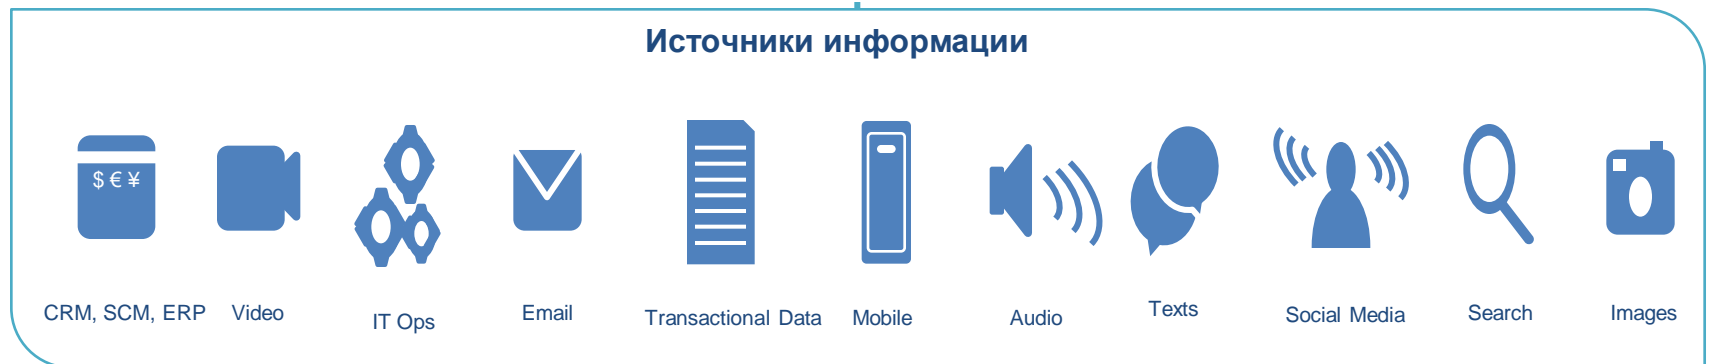 Источники информации
$ € ¥
CRM, SCM, ERP
Video
IT Ops
Email
Transactional Data
Mobile
Audio
Texts
Social Media
Search
Images